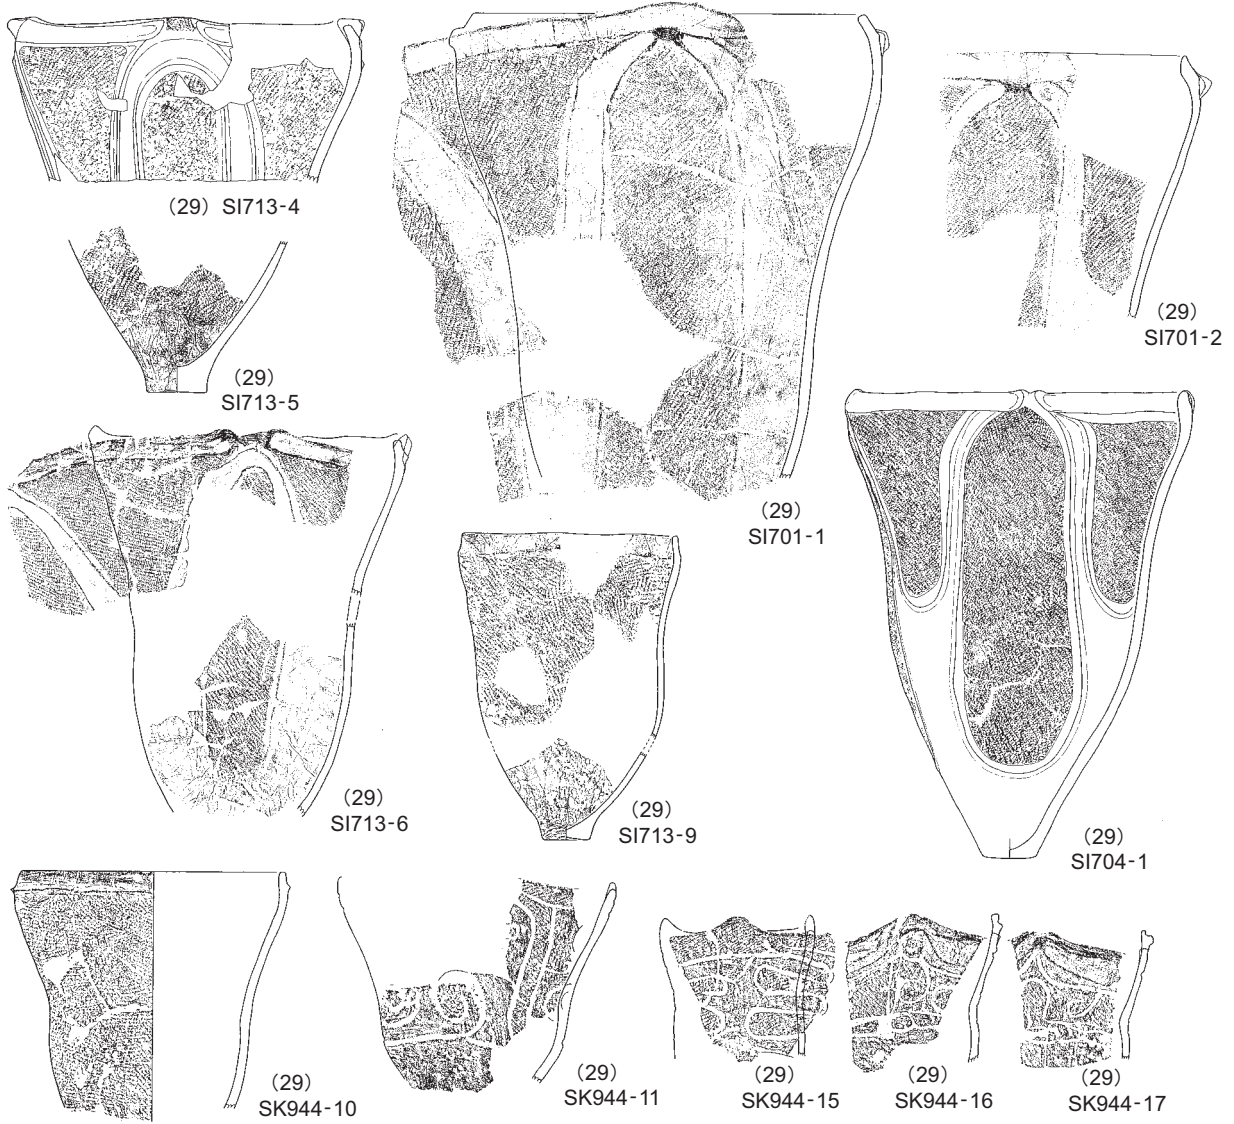 （29）SI713-4
（29）
SI713-5
（29）
SI701-1
（29）
SI701-2
（29）
SI713-6
（29）
SI713-9
（29）
SI704-1
（29）
SK944-10
（29）
SK944-11
（29）
SK944-15
（29）
SK944-16
（29）
SK944-17